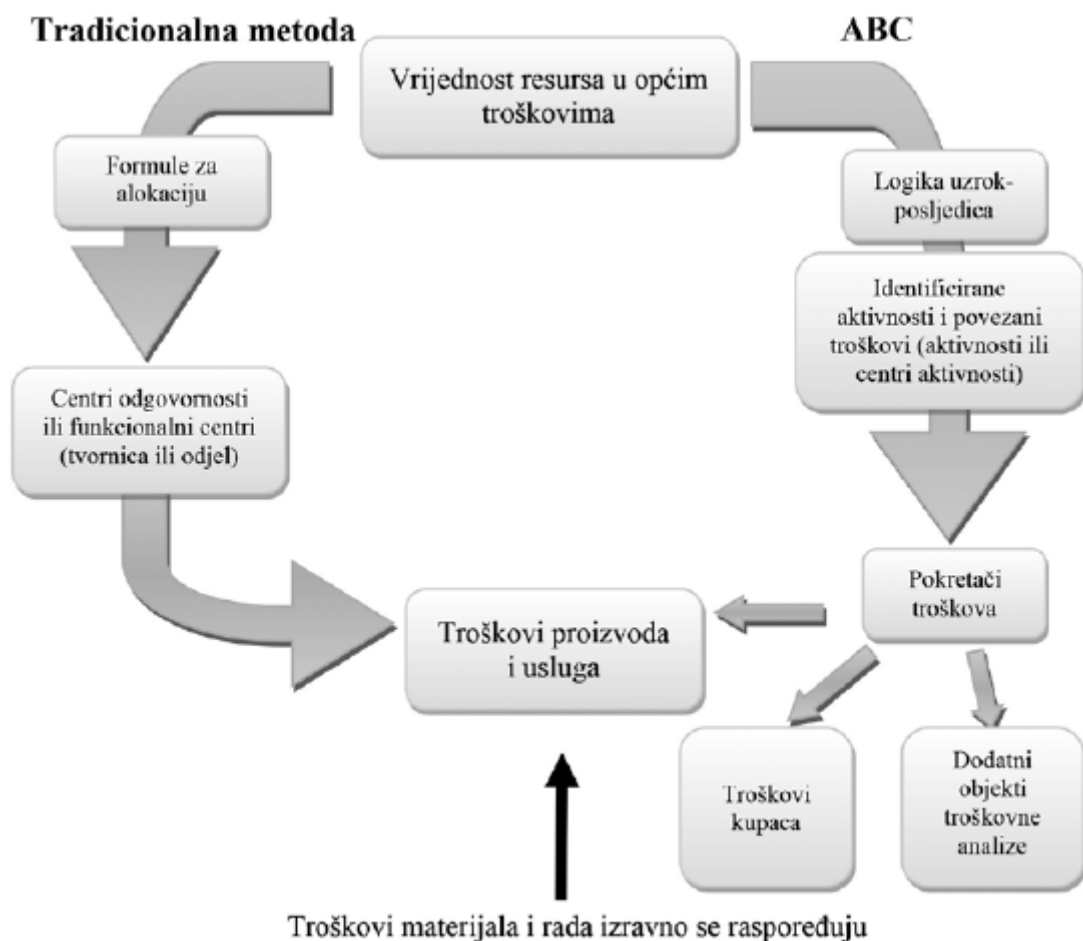 Tradicionalna metoda
ABC
Vrijednost resursa u općim
troškovima
Formule za
alokaciju
Logika uzrok-
posljedica
Identificirane
aktivnosti i povezani
troškovi (aktivnosti ili
centri aktivnosti)
Centri odgovornosti
ili funkcionalni centri
(tvornica ili odjel)
Pokretači
troškova
Troškovi proizvoda
i usluga
Troškovi
kupaca
Dodatni
objekti
troškovne
analize
Troškovi materijala i rada izravno se raspoređuju